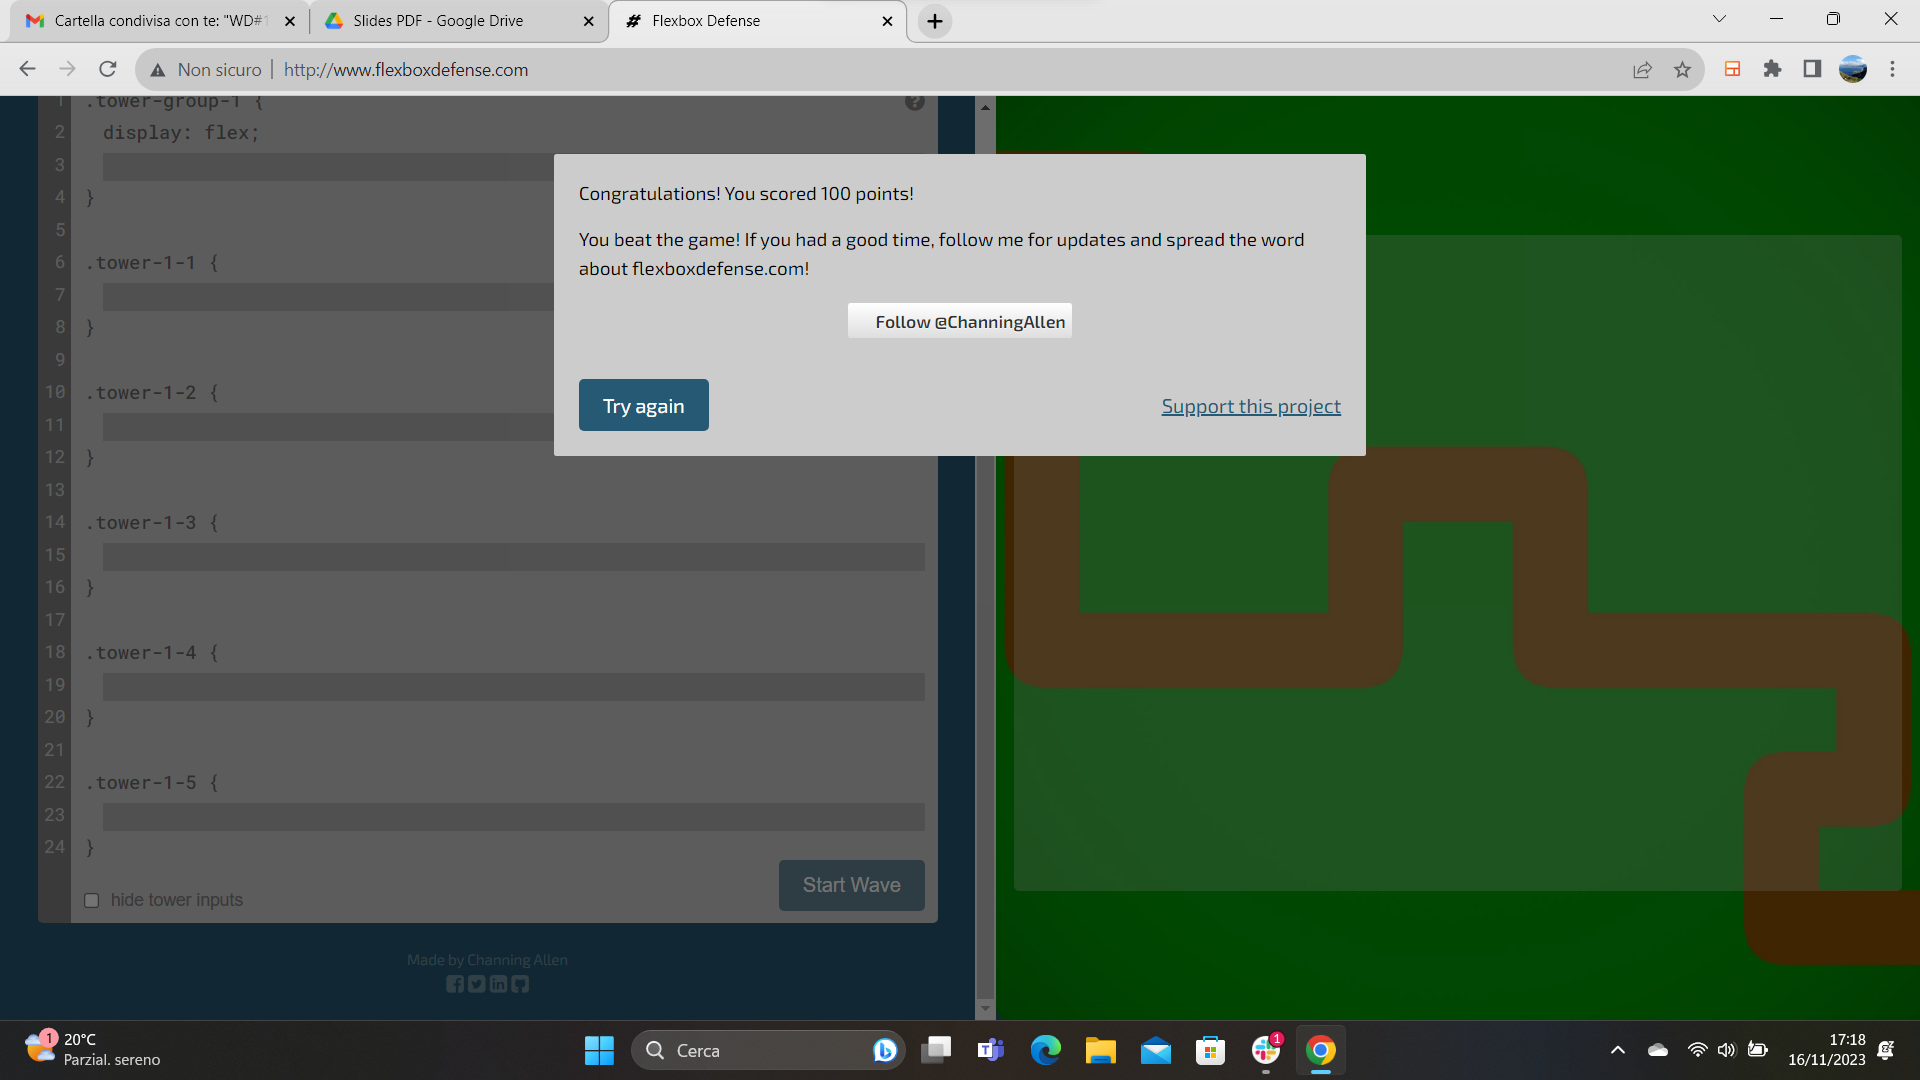 Cartella condivisa con te: "WD#1
Slides PDF - Google Drive
Flexbox Defense
Non sicuro
http://www.flexboxdefense.com
1 .tower-group-1 {
2 display: flex;
3
4 }
5
6 .tower-1-1 {
7
8 }
9
10 .tower-1-2 {
11
12 }
13
14 .tower-1-3 {
15
16 }
17
18 .tower-1-4 {
19
20 }
21
22 .tower-1-5 {
23
24 }
hide tower inputs
Start Wave
Made by Channing Allen
Congratulations! You scored 100 points!
You beat the game! If you had a good time, follow me for updates and spread the word
about flexboxdefense.com!
Follow @ChanningAllen
Try again
Support this project
1
20°C
Parzial. sereno
Cerca
1
17:18
16/11/2023